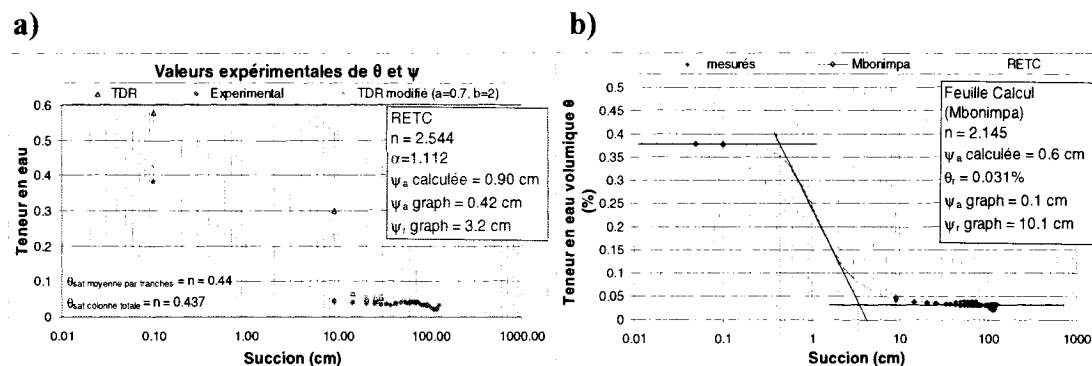 a)
Valeurs expérimentales de θ et ψ
TDR
Experimental
TDR modifié (a=0.7, b=2)
0.6
0.5
0.4
0.3
0.2
0.1
0
Teneur en eau
RETC
n = 2.544
α=1.112
ψa calculée = 0.90 cm
ψa graph = 0.42 cm
ψr graph = 3.2 cm
θsat moyenne par tranches = n = 0.44
θsat colonne totale = n = 0.437
0.01
0.10
1.00
10.00
100.00
1000.00
Succion (cm)
b)
mesurés
Mbonimpa
RETC
0.5
0.45
0.4
0.35
0.3
0.25
0.2
0.15
0.1
0.05
0
Teneur en eau volumique θ
(%)
Feuille Calcul
(Mbonimpa)
n = 2.145
ψa calculée = 0.6 cm
θr = 0.031%
ψa graph = 0.1 cm
ψr graph = 10.1 cm
0.01
0.1
1
10
100
1000
Succion (cm)